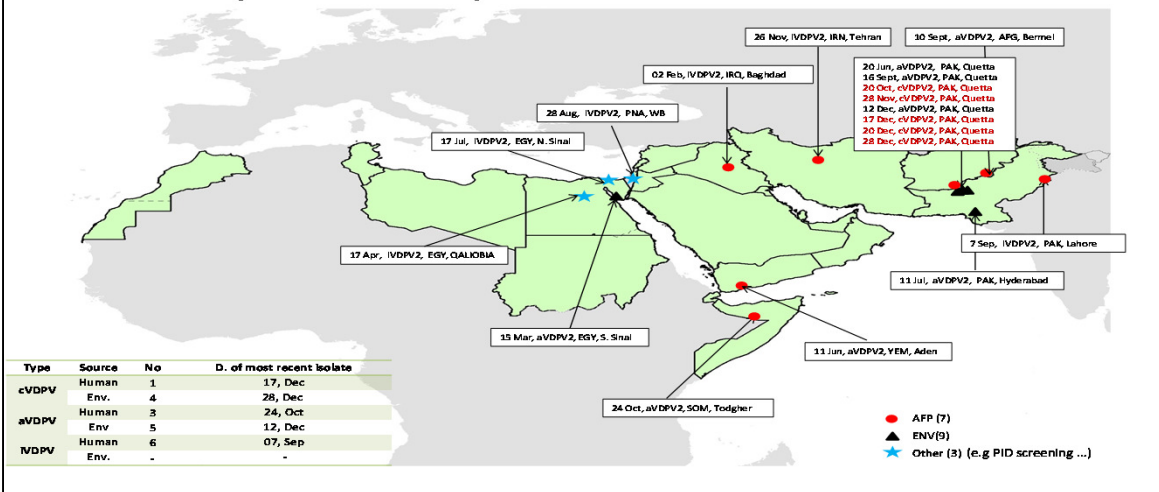 26 Nov, IVDPV2, IRN, Tehran
10 Sept, aVDPV2, AFG, Bermel
02 Feb, IVDPV2, IRQ, Baghdad
20 Jun, aVDPV2, PAK, Quetta
16 Sept, aVDPV2, PAK, Quetta
20 Oct, cVDPV2, PAK, Quetta
28 Nov, cVDPV2, PAK, Quetta
12 Dec, aVDPV2, PAK, Quetta
17 Dec, cVDPV2, PAK, Quetta
20 Dec, cVDPV2, PAK, Quetta
28 Dec, cVDPV2, PAK, Quetta
28 Aug, IVDPV2, PNA, WB
17 Jul, IVDPV2, EGY, N. Sinai
17 Apr, IVDPV2, EGY, QALIOBIA
7 Sep, IVDPV2, PAK, Lahore
11 Jul, aVDPV2, PAK, Hyderabad
15 Mar, aVDPV2, EGY, S. Sinai
11 Jun, aVDPV2, YEM, Aden
24 Oct, aVDPV2, SOM, Todgher
Type Source No D. of most recent isolate
cVDPV Human 1 17, Dec
Env. 4 28, Dec
aVDPV Human 3 24, Oct
Env 5 12, Dec
IVDPV Human 6 07, Sep
Env. - -
AFP (7)
ENV(9)
Other (3) (e.g PID screening ...)